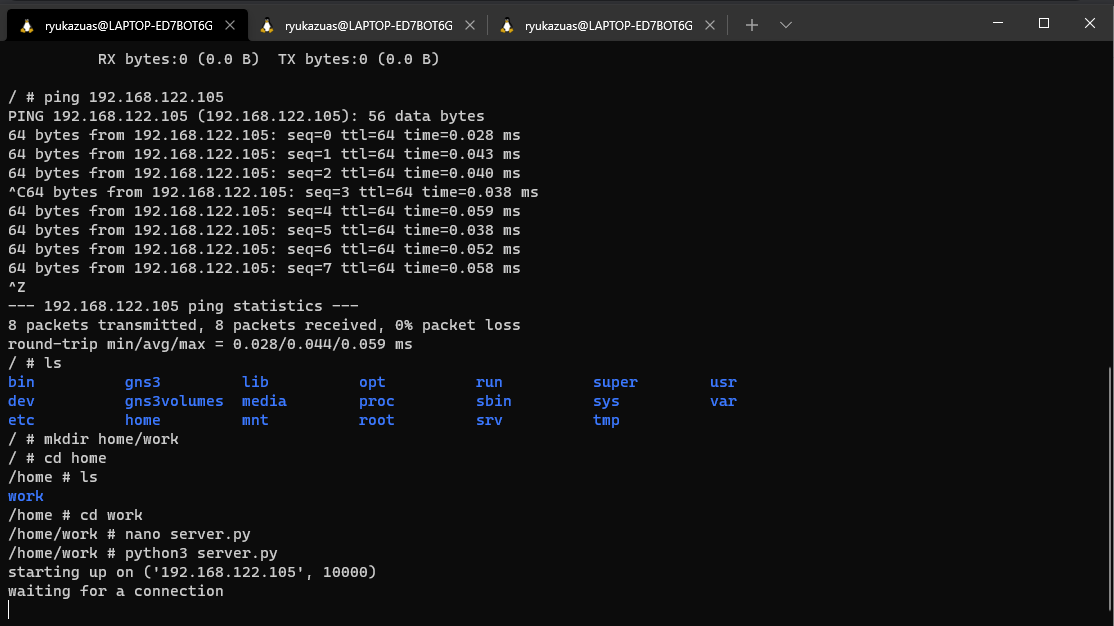 ryukazuas@LAPTOP-ED7BOT6G ryukazuas@LAPTOP-ED7BOT6G ryukazuas@LAPTOP-ED7BOT6G
RX bytes:0 (0.0 B)  TX bytes:0 (0.0 B)
/ # ping 192.168.122.105
PING 192.168.122.105 (192.168.122.105): 56 data bytes
64 bytes from 192.168.122.105: seq=0 ttl=64 time=0.028 ms
64 bytes from 192.168.122.105: seq=1 ttl=64 time=0.043 ms
64 bytes from 192.168.122.105: seq=2 ttl=64 time=0.040 ms
^C64 bytes from 192.168.122.105: seq=3 ttl=64 time=0.038 ms
64 bytes from 192.168.122.105: seq=4 ttl=64 time=0.059 ms
64 bytes from 192.168.122.105: seq=5 ttl=64 time=0.038 ms
64 bytes from 192.168.122.105: seq=6 ttl=64 time=0.052 ms
64 bytes from 192.168.122.105: seq=7 ttl=64 time=0.058 ms
^Z
--- 192.168.122.105 ping statistics ---
8 packets transmitted, 8 packets received, 0% packet loss
round-trip min/avg/max = 0.028/0.044/0.059 ms
/ # ls
bin          gns3         lib          opt          run          super        usr
dev          gns3volumes  media        proc         sbin         sys          var
etc          home         mnt          root         srv          tmp
/ # mkdir home/work
/ # cd home
/home # ls
work
/home # cd work
/home/work # nano server.py
/home/work # python3 server.py
starting up on ('192.168.122.105', 10000)
waiting for a connection